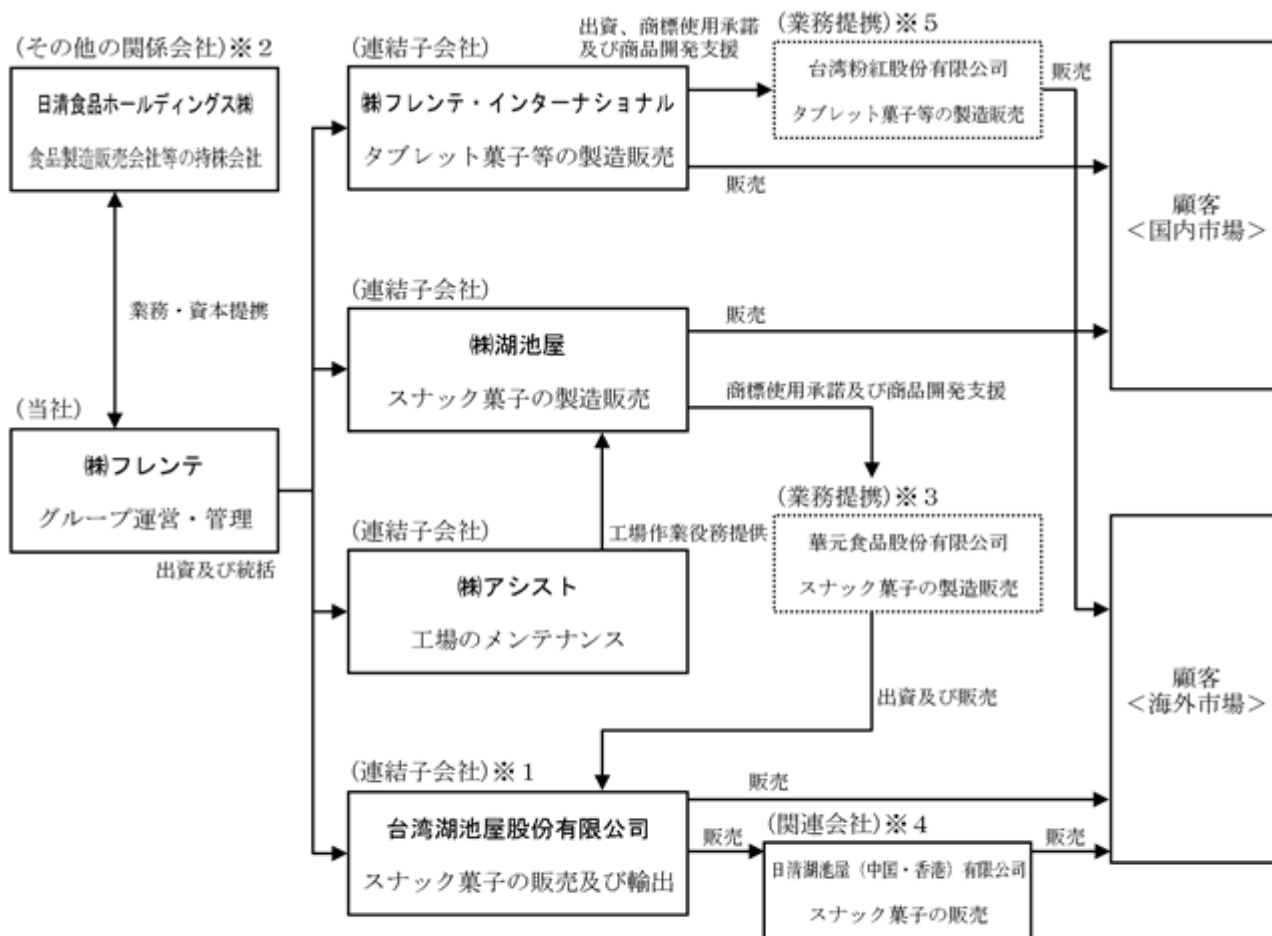 (その他の関係会社)※2
日清食品ホールディングス㈱
食品製造販売会社等の持株会社
業務・資本提携
(当社)
㈱フレンテ
グループ運営・管理
出資及び統括
(連結子会社)
㈱フレンテ・インターナショナル
タブレット菓子等の製造販売
出資、商標使用承諾
及び商品開発支援
(業務提携)※5
台湾粉紅股份有限公司
タブレット菓子等の製造販売
販売
販売
顧客
<国内市場>
(連結子会社)
㈱湖池屋
スナック菓子の製造販売
販売
商標使用承諾及び商品開発支援
(業務提携)※3
華元食品股份有限公司
スナック菓子の製造販売
(連結子会社)
工場作業役務提供
㈱アシスト
工場のメンテナンス
出資及び販売
顧客
<海外市場>
(連結子会社)※1
台湾湖池屋股份有限公司
スナック菓子の販売及び輸出
販売
販売
(関連会社)※4
日清湖池屋(中国・香港)有限公司
スナック菓子の販売
販売